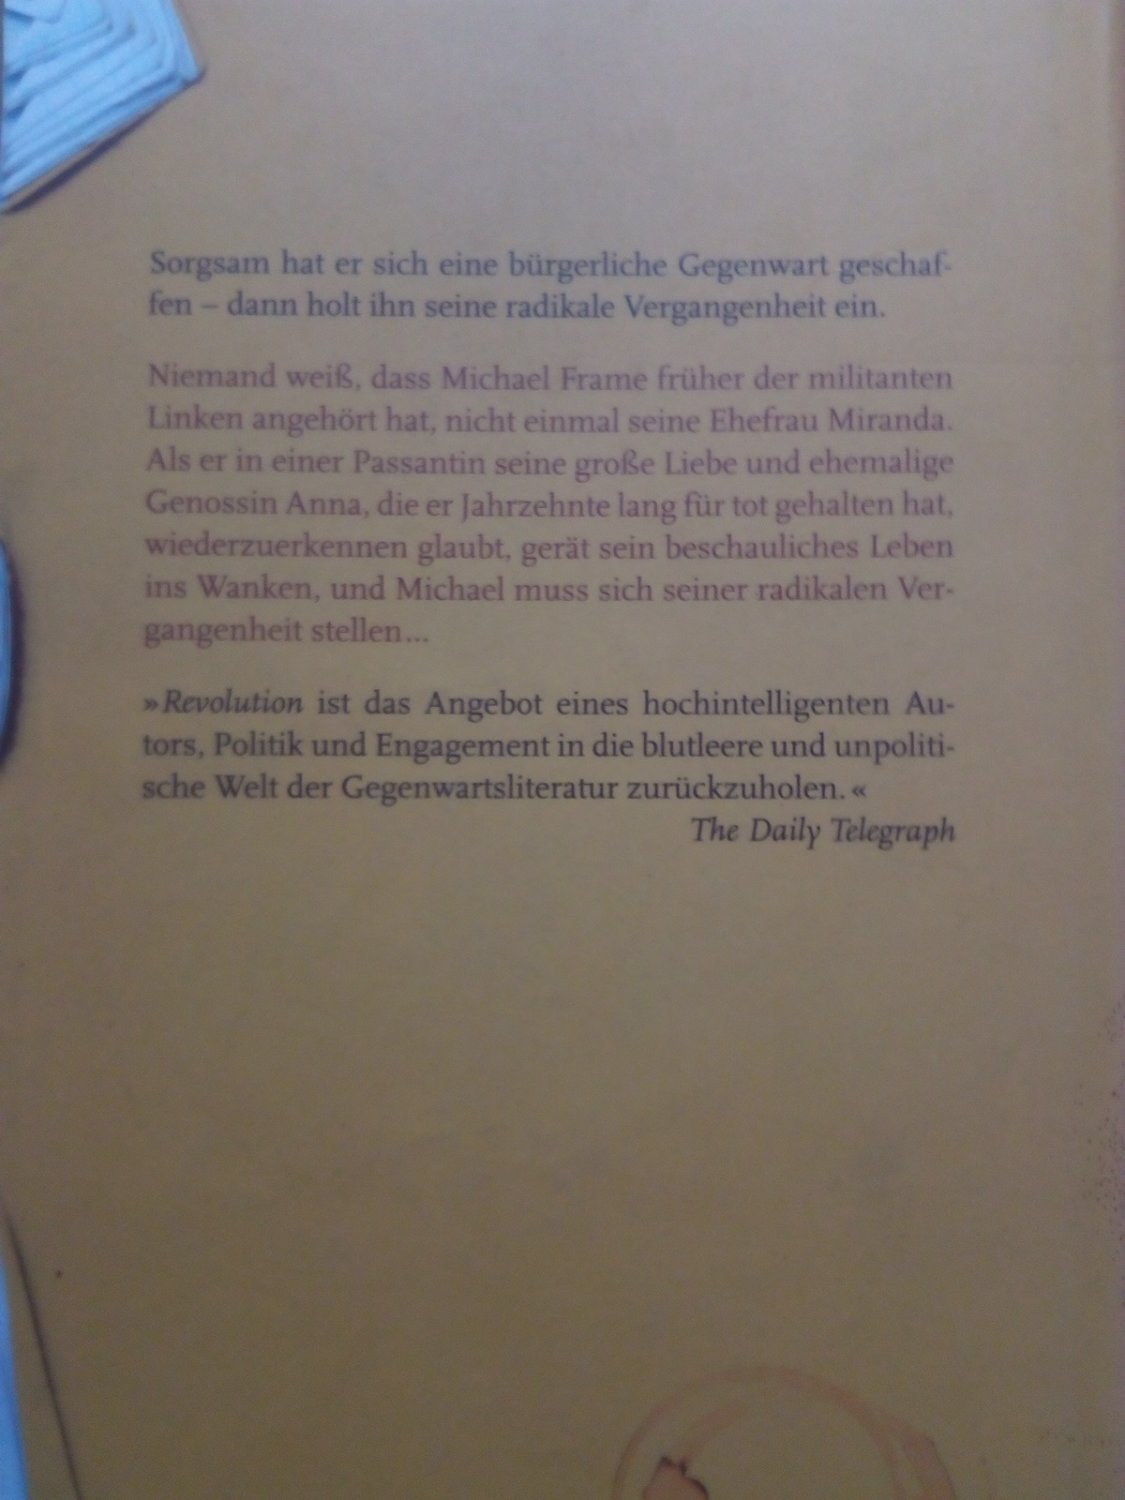 Sorgsam hat er sich eine bürgerliche Gegenwart geschaf-
fen – dann holt ihn seine radikale Vergangenheit ein.
Niemand weiß, dass Michael Frame früher der militanten
Linken angehört hat, nicht einmal seine Ehefrau Miranda.
Als er in einer Passantin seine große Liebe und ehemalige
Genossin Anna, die er Jahrzehnte lang für tot gehalten hat,
wiederzuerkennen glaubt, gerät sein beschauliches Leben
ins Wanken, und Michael muss sich seiner radikalen Ver-
gangenheit stellen…
»Revolution ist das Angebot eines hochintelligenten Au-
tors, Politik und Engagement in die blutleere und unpoliti-
sche Welt der Gegenwartsliteratur zurückzuholen.«
The Daily Telegraph